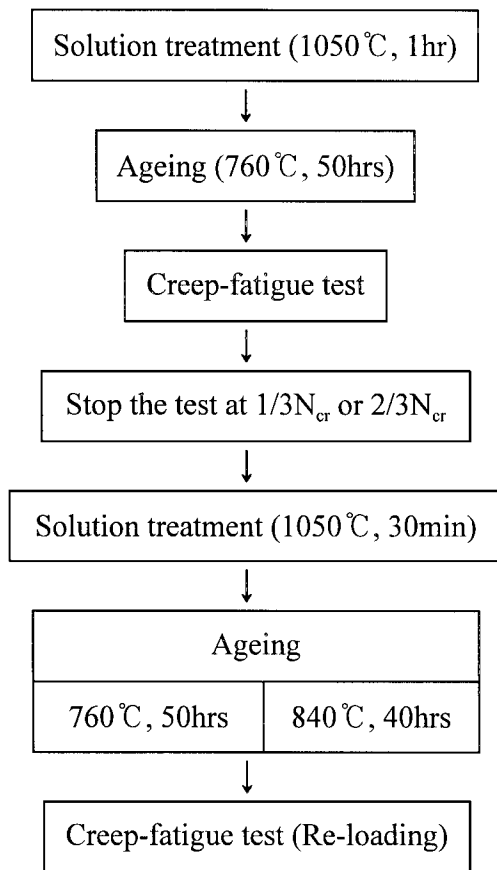 Solution treatment (1050℃, 1hr)
Ageing (760℃, 50hrs)
Creep-fatigue test
Stop the test at 1/3N_cr or 2/3N_cr
Solution treatment (1050℃, 30min)
Ageing
760℃, 50hrs 840℃, 40hrs
Creep-fatigue test (Re-loading)